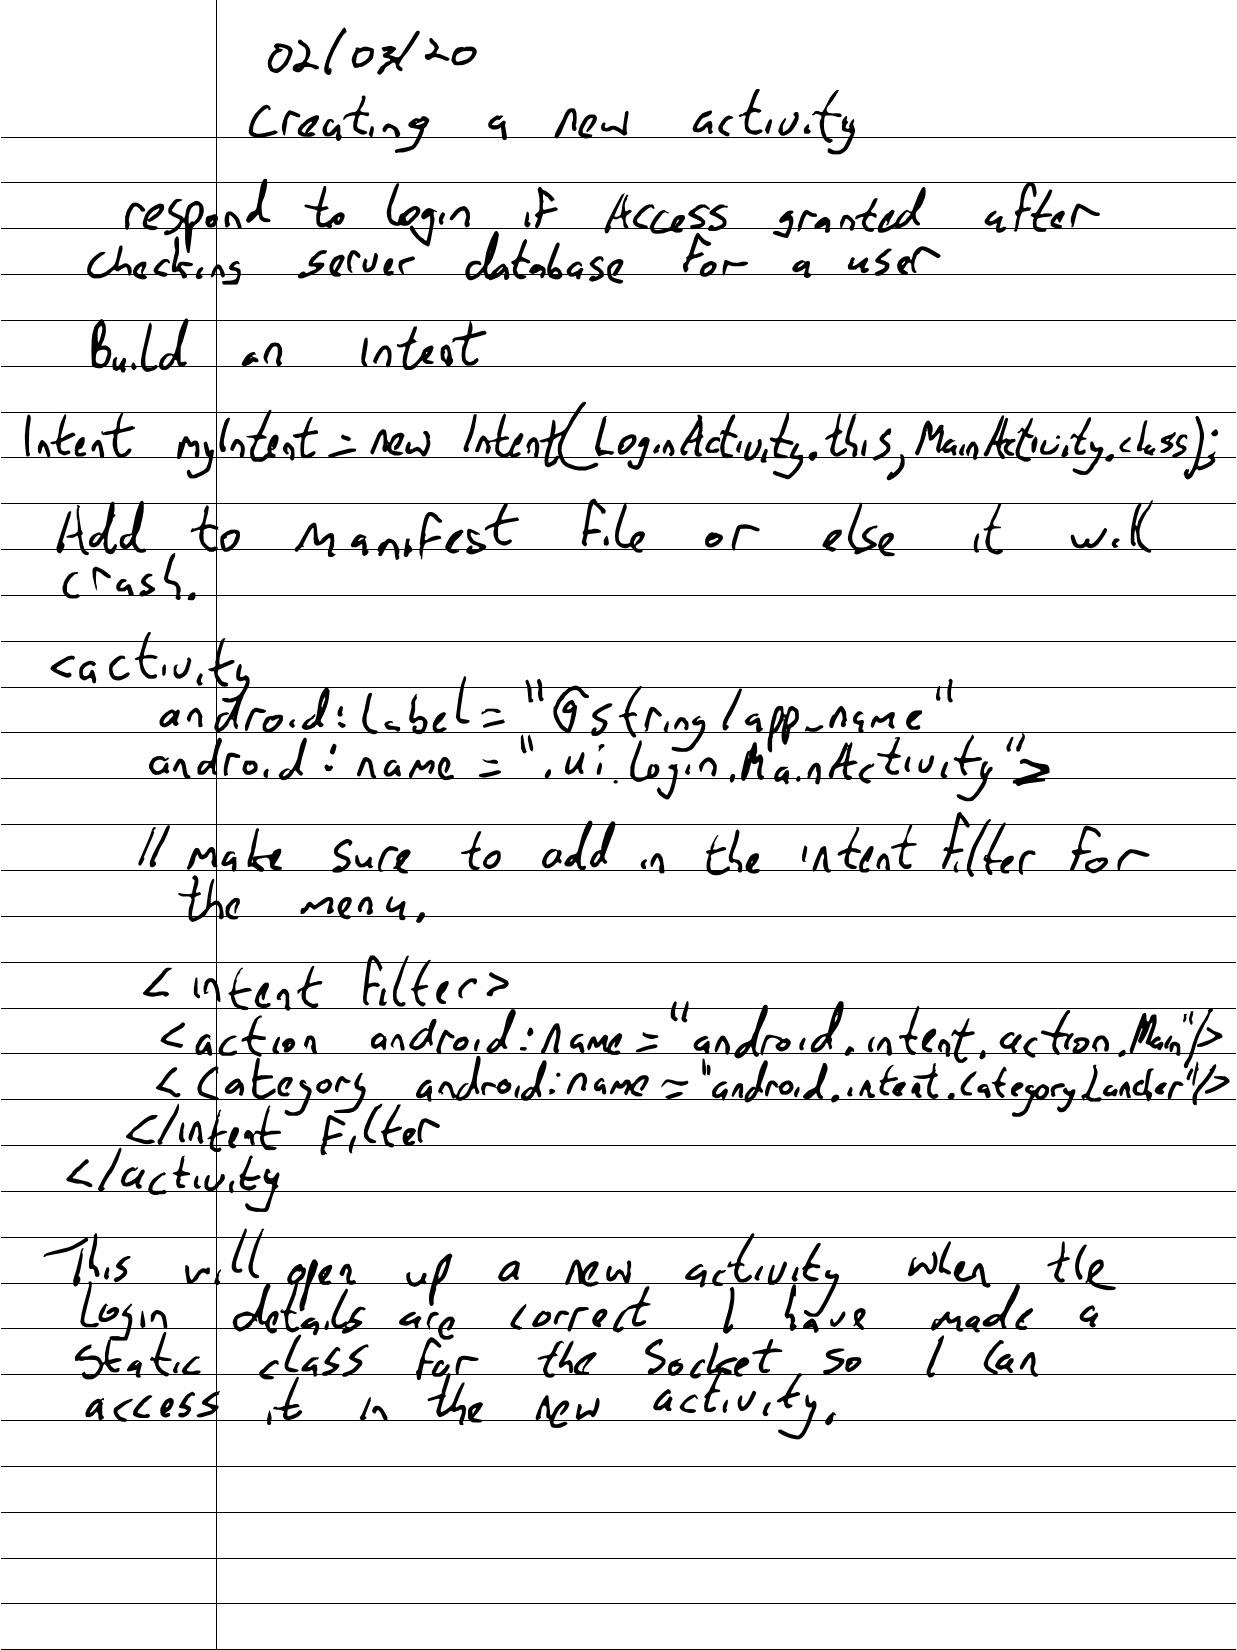 02/03/20
Creating a new activity
respond to login if Access granted after
checking server database for a user
Build an Intent
Intent myIntent = new Intent(LoginActivity.this, MainActivity.class);
Add to manifest file or else it will
crash.
<activity
android:label="@string/app_name"
android:name=".ui.login.MainActivity">
// make sure to add in the intent filter for
the menu.
<intent filter>
<action android:name="android.intent.action.Main"/>
<Category android:name="android.intent.Category.Lancher"/>
</intent Filter
</activity
This will open up a new activity when the
Login details are correct I have made a
static class for the Socket so I can
access it in the new activity.